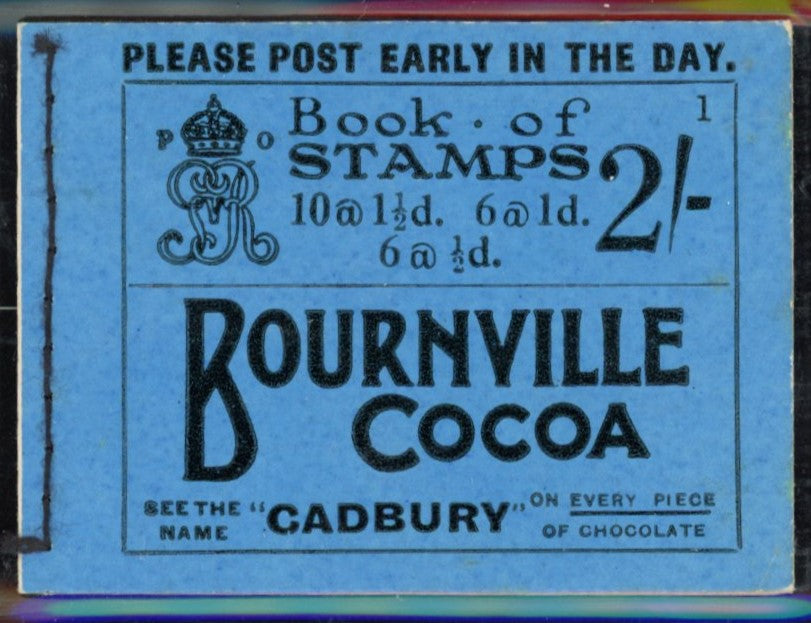 PLEASE POST EARLY IN THE DAY.
1
P O
GVR
Book · of
STAMPS
2/-
10 @ 1½d. 6 @ 1d.
6 @ ½d.
BOURNVILLE
COCOA
SEE THE NAME "CADBURY" ON EVERY PIECE OF CHOCOLATE